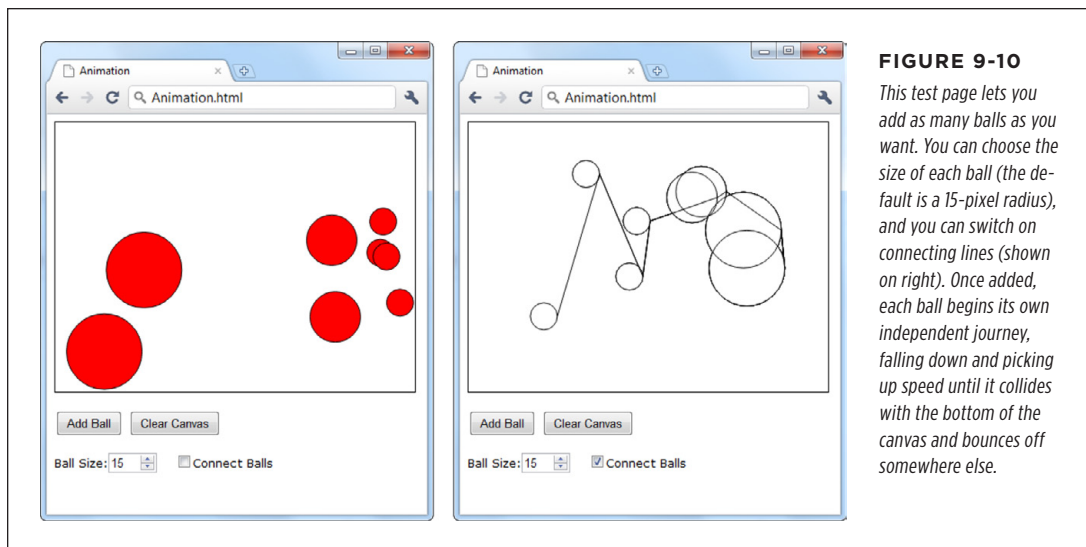 Animation
Animation.html
Add Ball
Clear Canvas
Ball Size: 15
Connect Balls
Animation
Animation.html
Add Ball
Clear Canvas
Ball Size: 15
Connect Balls
FIGURE 9-10
This test page lets you
add as many balls as you
want. You can choose the
size of each ball (the de-
fault is a 15-pixel radius),
and you can switch on
connecting lines (shown
on right). Once added,
each ball begins its own
independent journey,
falling down and picking
up speed until it collides
with the bottom of the
canvas and bounces off
somewhere else.